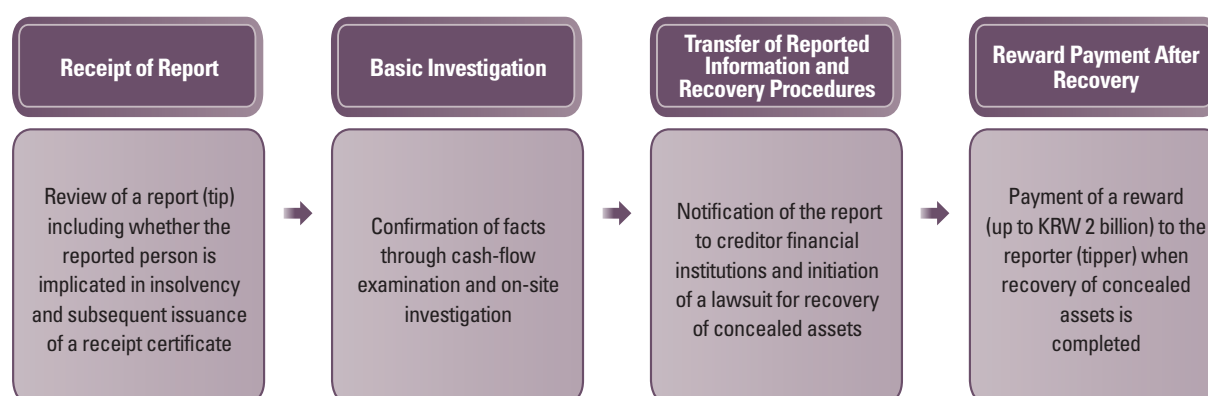 Receipt of Report
Review of a report (tip)
including whether the
reported person is
implicated in insolvency
and subsequent issuance
of a receipt certificate
Basic Investigation
Confirmation of facts
through cash-flow
examination and on-site
investigation
Transfer of Reported
Information and
Recovery Procedures
Notification of the report
to creditor financial
institutions and initiation
of a lawsuit for recovery
of concealed assets
Reward Payment After
Recovery
Payment of a reward
(up to KRW 2 billion) to the
reporter (tipper) when
recovery of concealed
assets is
completed